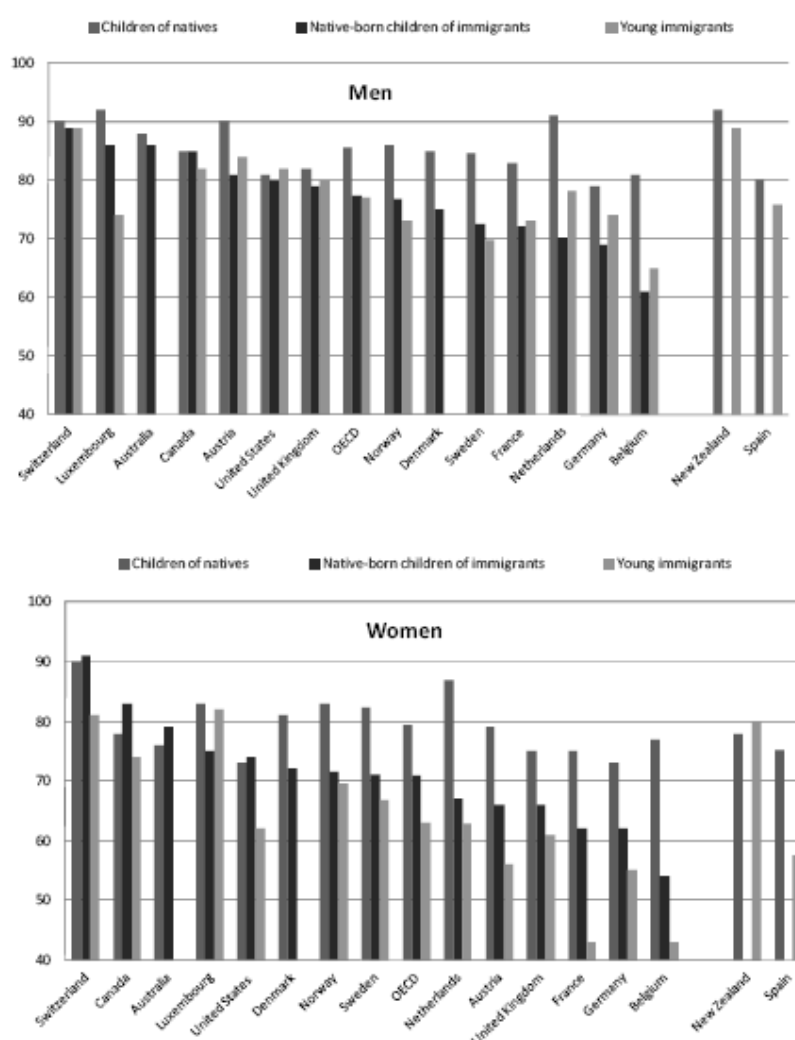 Children of natives Native-born children of immigrants Young immigrants
100
Men
90
80
70
60
50
40
Switzerland Luxembourg Australia Canada Austria United States United Kingdom OECD Norway Denmark Sweden France Netherlands Germany Belgium New Zealand Spain
Children of natives Native-born children of immigrants Young immigrants
100
Women
90
80
70
60
50
40
Switzerland Canada Australia Luxembourg United States Denmark Norway Sweden OECD Netherlands Austria United Kingdom France Germany Belgium New Zealand Spain